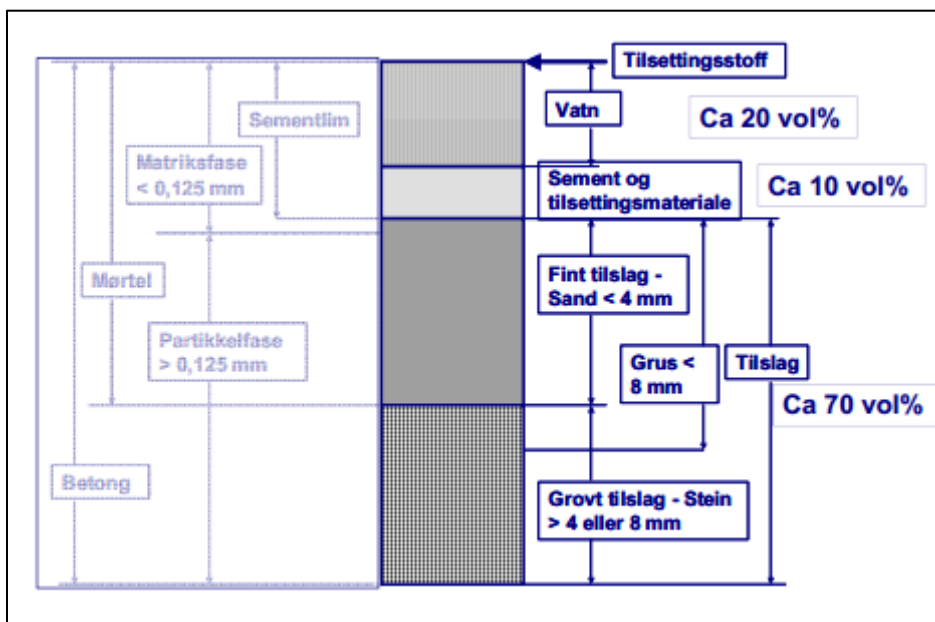 Tilsettingsstoff
Vatn
Ca 20 vol%
Sementlim
Matriksfase
< 0,125 mm
Sement og
tilsettingsmateriale
Ca 10 vol%
Mørtel
Fint tilslag -
Sand < 4 mm
Partikkelfase
> 0,125 mm
Grus <
8 mm
Tilslag
Ca 70 vol%
Betong
Grovt tilslag - Stein
> 4 eller 8 mm